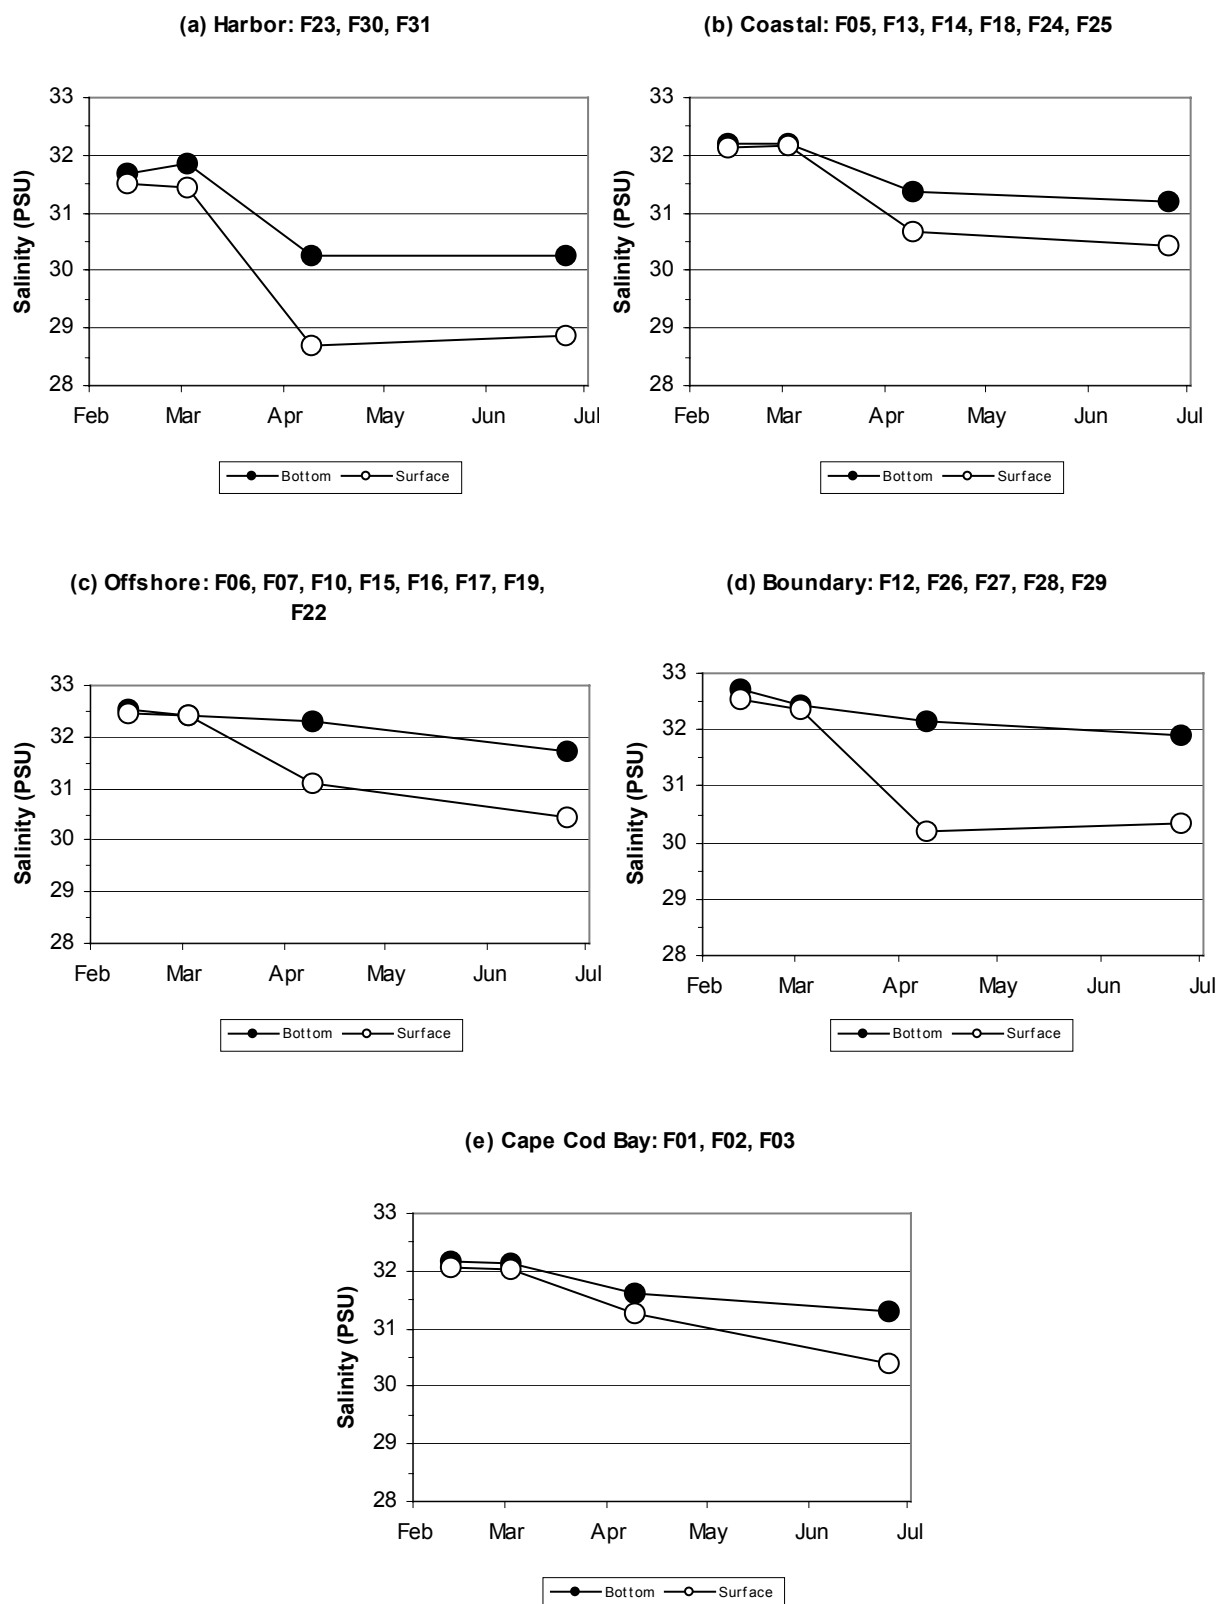 (a) Harbor: F23, F30, F31
33
32
31
30
29
28
Salinity (PSU)
Feb Mar Apr May Jun Jul
Bottom Surface
(b) Coastal: F05, F13, F14, F18, F24, F25
33
32
31
30
29
28
Salinity (PSU)
Feb Mar Apr May Jun Jul
Bottom Surface
(c) Offshore: F06, F07, F10, F15, F16, F17, F19,
F22
33
32
31
30
29
28
Salinity (PSU)
Feb Mar Apr May Jun Jul
Bottom Surface
(d) Boundary: F12, F26, F27, F28, F29
33
32
31
30
29
28
Salinity (PSU)
Feb Mar Apr May Jun Jul
Bottom Surface
(e) Cape Cod Bay: F01, F02, F03
33
32
31
30
29
28
Salinity (PSU)
Feb Mar Apr May Jun Jul
Bottom Surface